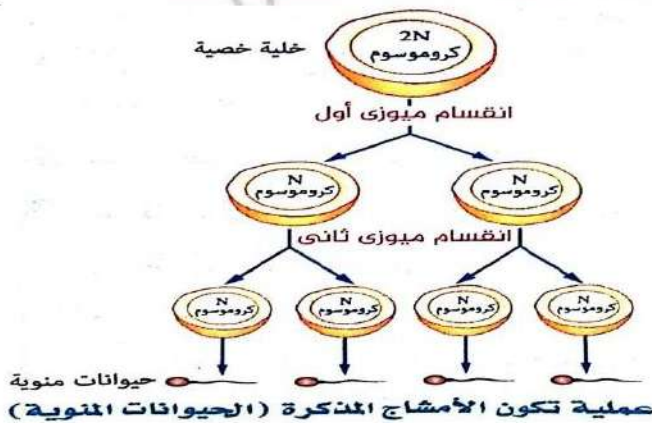 2N
كروموسوم
خلية خصية
انقسام ميوزى أول
N
كروموسوم
N
كروموسوم
انقسام ميوزى ثانى
N
كروموسوم
N
كروموسوم
N
كروموسوم
N
كروموسوم
حيوانات منوية
عملية تكون الأمشاج المذكرة (الحيوانات المنوية)